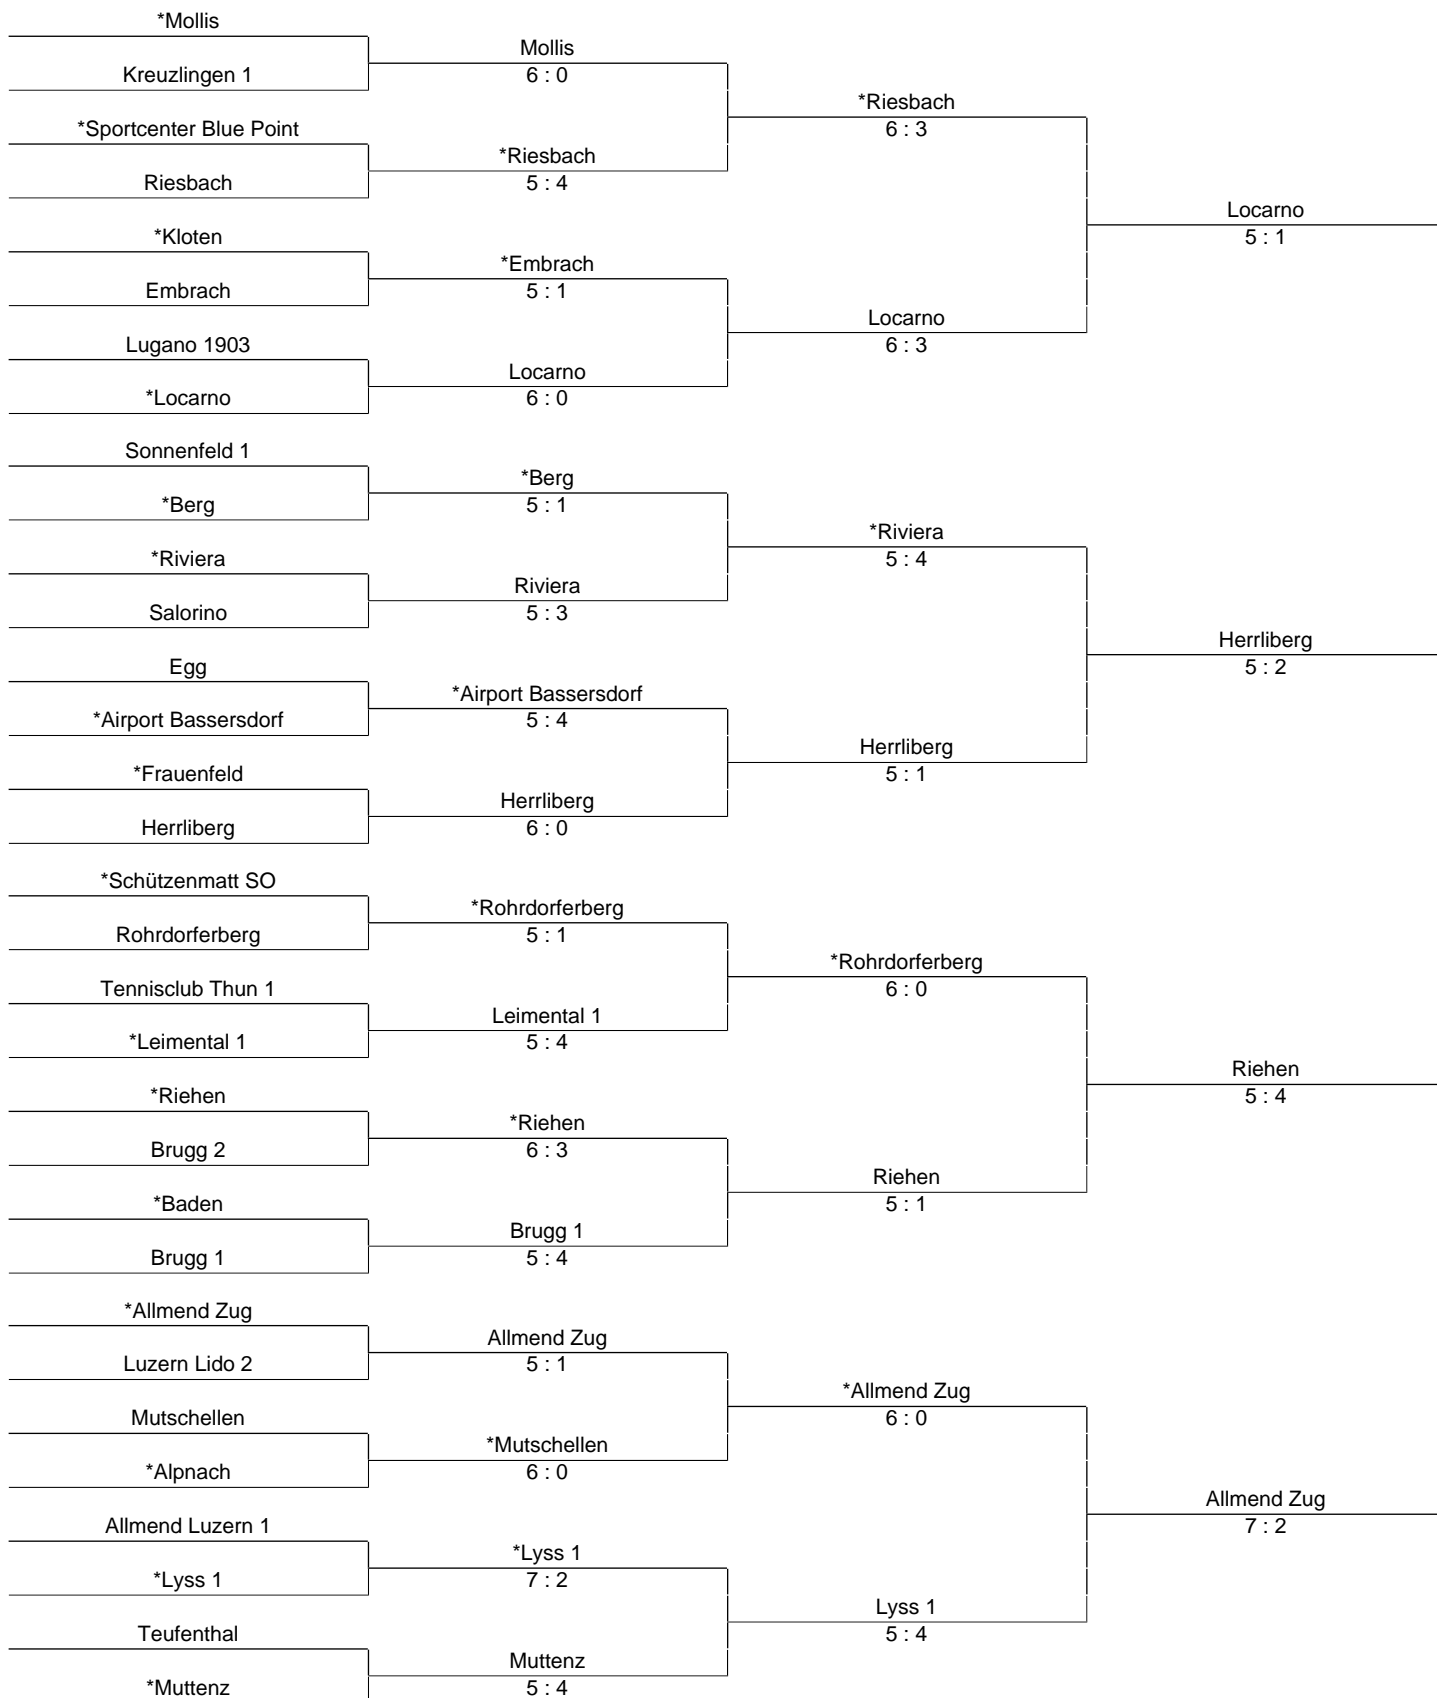 *Mollis
Kreuzlingen 1
*Sportcenter Blue Point
Riesbach
*Kloten
Embrach
Lugano 1903
*Locarno
Sonnenfeld 1
*Berg
*Riviera
Salorino
Egg
*Airport Bassersdorf
*Frauenfeld
Herrliberg
*Schützenmatt SO
Rohrdorferberg
Tennisclub Thun 1
*Leimental 1
*Riehen
Brugg 2
*Baden
Brugg 1
*Allmend Zug
Luzern Lido 2
Mutschellen
*Alpnach
Allmend Luzern 1
*Lyss 1
Teufenthal
*Muttenz
Mollis
6 : 0
*Riesbach
5 : 4
*Embrach
5 : 1
Locarno
6 : 0
*Berg
5 : 1
Riviera
5 : 3
*Airport Bassersdorf
5 : 4
Herrliberg
6 : 0
*Rohrdorferberg
5 : 1
Leimental 1
5 : 4
*Riehen
6 : 3
Brugg 1
5 : 4
Allmend Zug
5 : 1
*Mutschellen
6 : 0
*Lyss 1
7 : 2
Muttenz
5 : 4
*Riesbach
6 : 3
Locarno
6 : 3
*Riviera
5 : 4
Herrliberg
5 : 1
*Rohrdorferberg
6 : 0
Riehen
5 : 1
*Allmend Zug
6 : 0
Lyss 1
5 : 4
Locarno
5 : 1
Herrliberg
5 : 2
Riehen
5 : 4
Allmend Zug
7 : 2